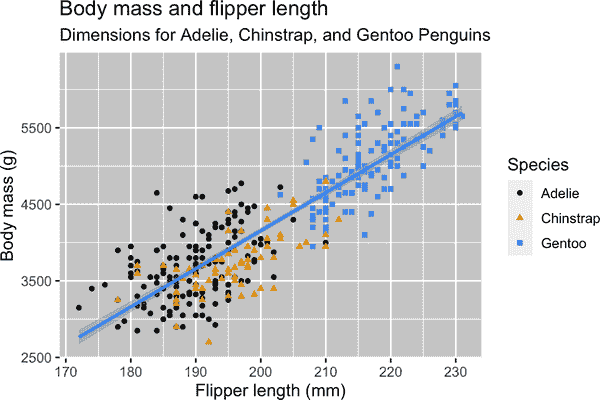 Body mass and flipper length
Dimensions for Adelie, Chinstrap, and Gentoo Penguins
Body mass (g)
5500
4500
3500
2500
170 180 190 200 210 220 230
Flipper length (mm)
Species
Adelie
Chinstrap
Gentoo